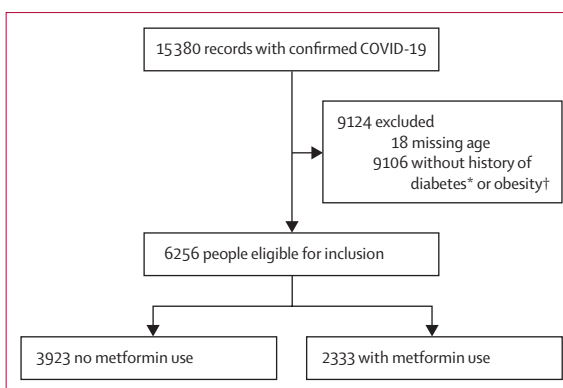 15380 records with confirmed COVID-19
9124 excluded
18 missing age
9106 without history of
diabetes* or obesity†
6256 people eligible for inclusion
3923 no metformin use
2333 with metformin use